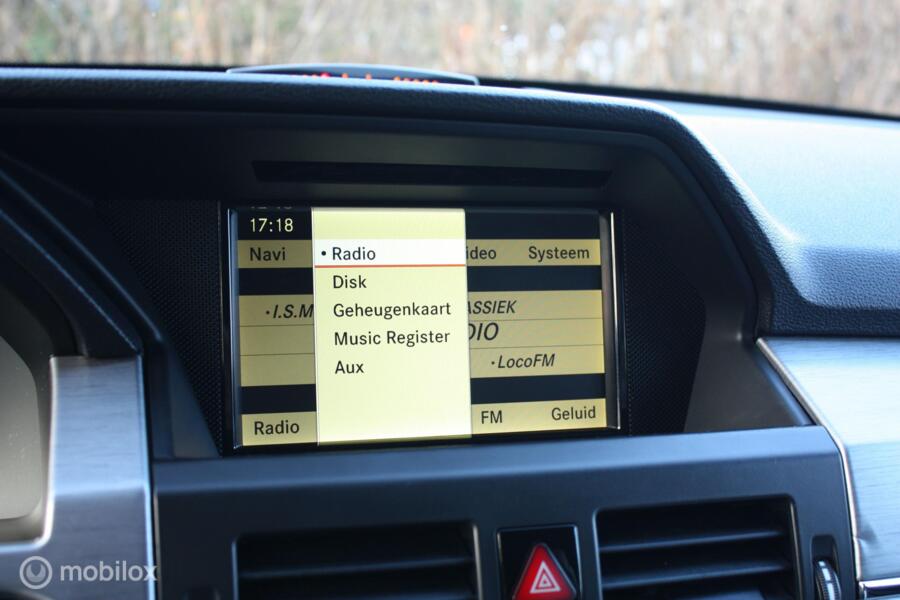 17:18
Navi
ideo
Systeem
• Radio
Disk
Geheugenkaart
Music Register
Aux
•I.S.M
ASSIEK
DIO
•LocoFM
Radio
FM
Geluid
mobilox